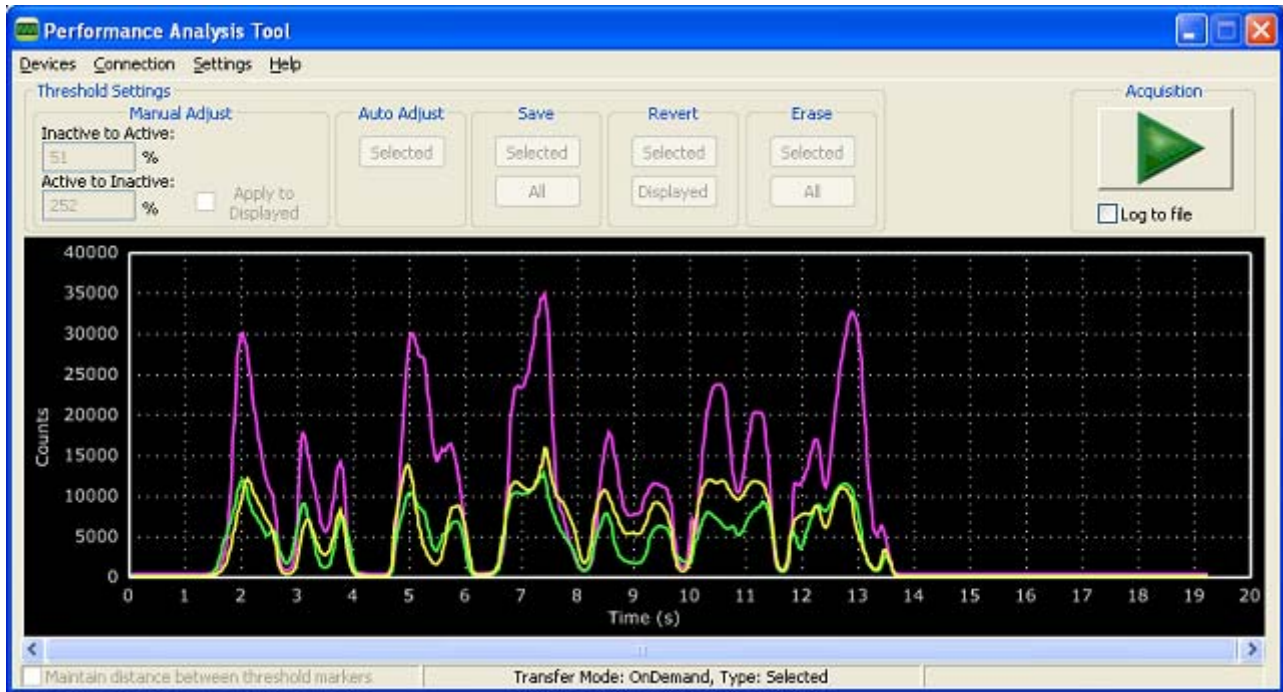 Performance Analysis Tool
Devices Connection Settings Help
Threshold Settings
Manual Adjust
Inactive to Active:
51 %
Active to Inactive:
252 %
Apply to
Displayed
Auto Adjust
Selected
Save
Selected
All
Revert
Selected
Displayed
Erase
Selected
All
Acquisition
Log to file
Counts
40000
35000
30000
25000
20000
15000
10000
5000
0
0 1 2 3 4 5 6 7 8 9 10 11 12 13 14 15 16 17 18 19 20
Time (s)
Maintain distance between threshold markers
Transfer Mode: OnDemand, Type: Selected